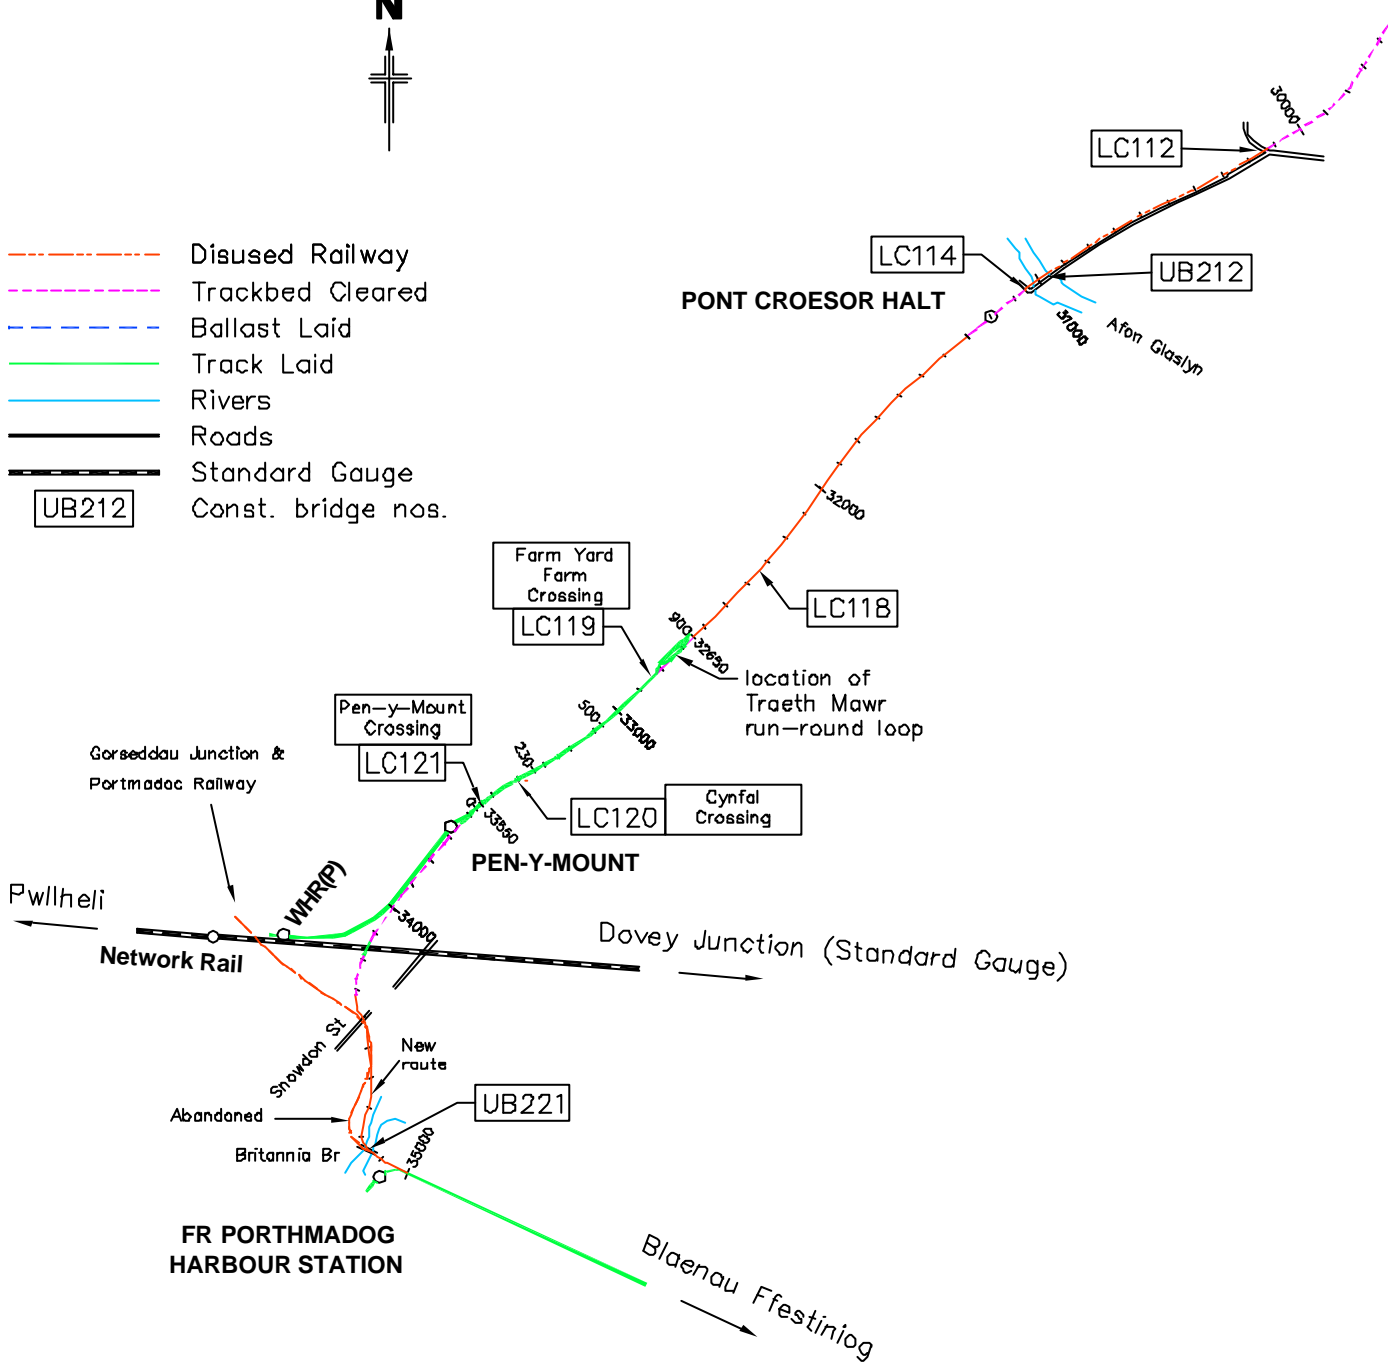 N
30000
LC112
Disused Railway
Trackbed Cleared
Ballast Laid
Track Laid
Rivers
Roads
Standard Gauge
UB212
Const. bridge nos.
LC114
UB212
PONT CROESOR HALT
37000
Afon Glaslyn
32000
Farm Yard
Farm
Crossing
LC119
LC118
900
32650
location of
Traeth Mawr
run-round loop
Pen-y-Mount
Crossing
LC121
500
33000
230
Gorseddau Junction &
Portmadoc Railway
0
33550
LC120
Cynfal
Crossing
PEN-Y-MOUNT
WHR(P)
Pwllheli
34000
Network Rail
Dovey Junction (Standard Gauge)
Snowdon St
New
route
Abandoned
UB221
Britannia Br
35000
FR PORTHMADOG
HARBOUR STATION
Blaenau Ffestiniog